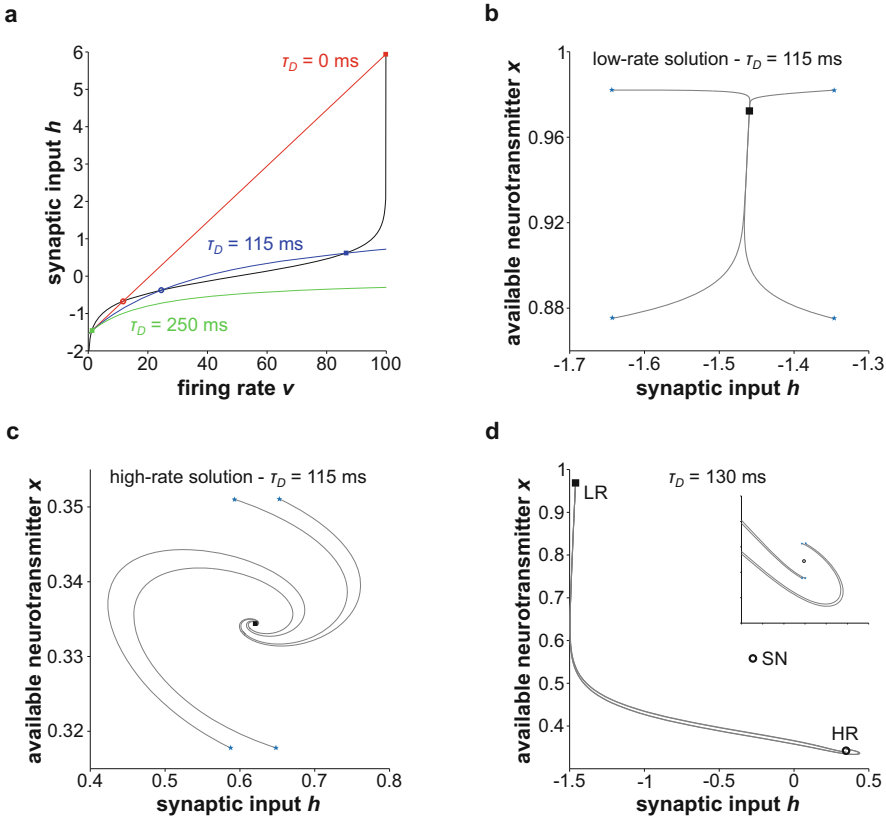 a
6
5
4
3
2
1
0
-1
-2
synaptic input h
τD = 0 ms
τD = 115 ms
τD = 250 ms
0
20
40
60
80
100
firing rate v
b
1
0.96
0.92
0.88
available neurotransmitter x
low-rate solution - τD = 115 ms
-1.7
-1.6
-1.5
-1.4
-1.3
synaptic input h
c
0.35
0.34
0.33
0.32
available neurotransmitter x
high-rate solution - τD = 115 ms
0.4
0.5
0.6
0.7
0.8
synaptic input h
d
1
0.9
0.8
0.7
0.6
0.5
0.4
available neurotransmitter x
τD = 130 ms
LR
SN
HR
-1.5
-1
-0.5
0
0.5
synaptic input h